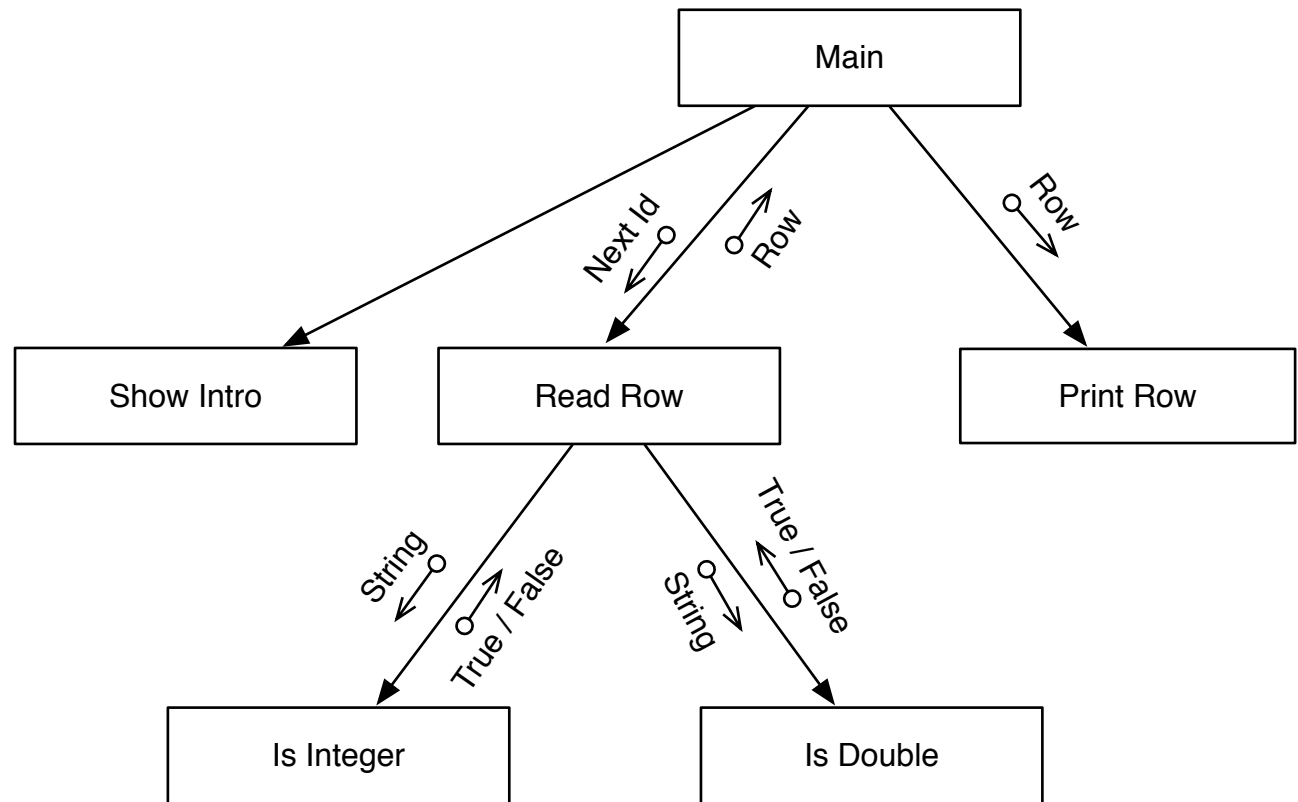 Main
Next Id
Row
Row
Show Intro
Read Row
Print Row
String
True / False
String
True / False
Is Integer
Is Double